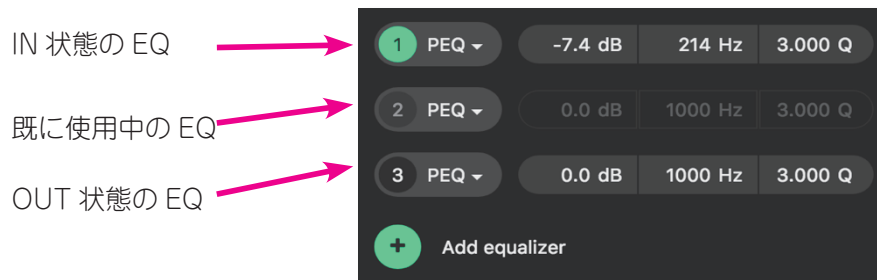 IN 状態の EQ
1 PEQ -7.4 dB 214 Hz 3.000 Q
既に使用中の EQ
2 PEQ 0.0 dB 1000 Hz 3.000 Q
OUT 状態の EQ
3 PEQ 0.0 dB 1000 Hz 3.000 Q
+ Add equalizer